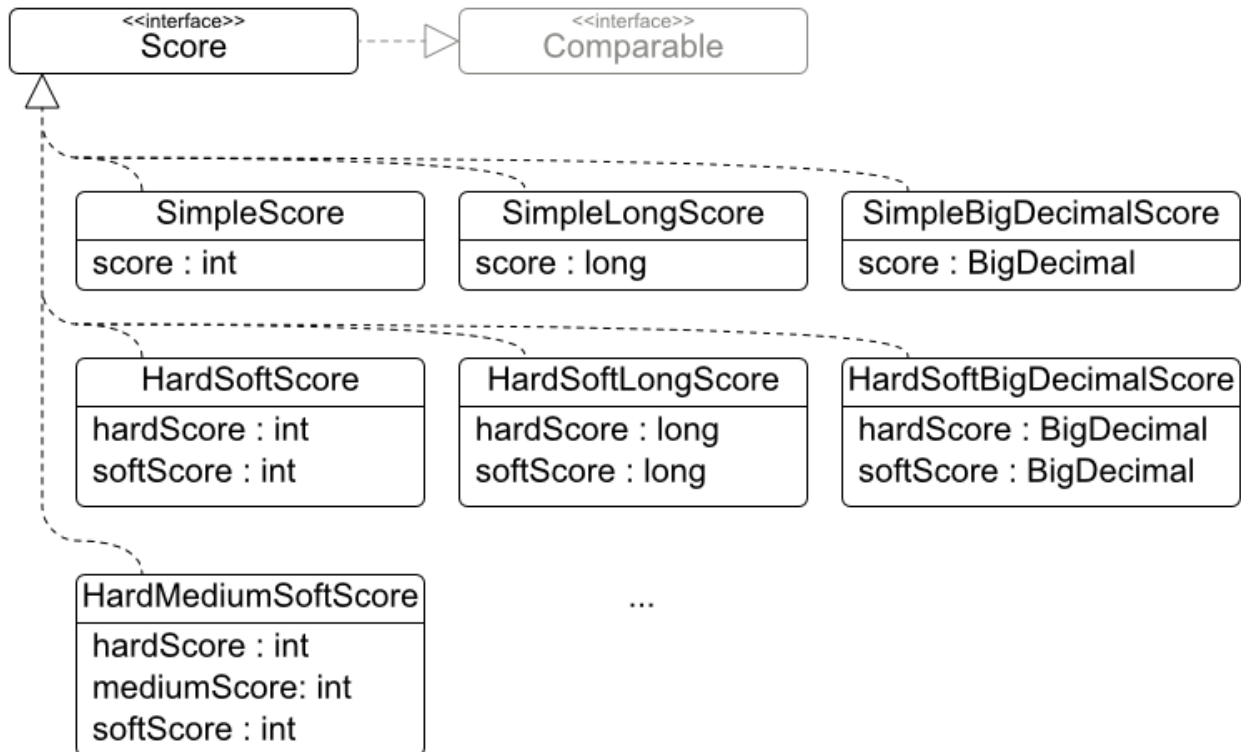 <<interface>>
Score
<<interface>>
Comparable
SimpleScore
score : int
SimpleLongScore
score : long
SimpleBigDecimalScore
score : BigDecimal
HardSoftScore
hardScore : int
softScore : int
HardSoftLongScore
hardScore : long
softScore : long
HardSoftBigDecimalScore
hardScore : BigDecimal
softScore : BigDecimal
HardMediumSoftScore
hardScore : int
mediumScore: int
softScore : int
...